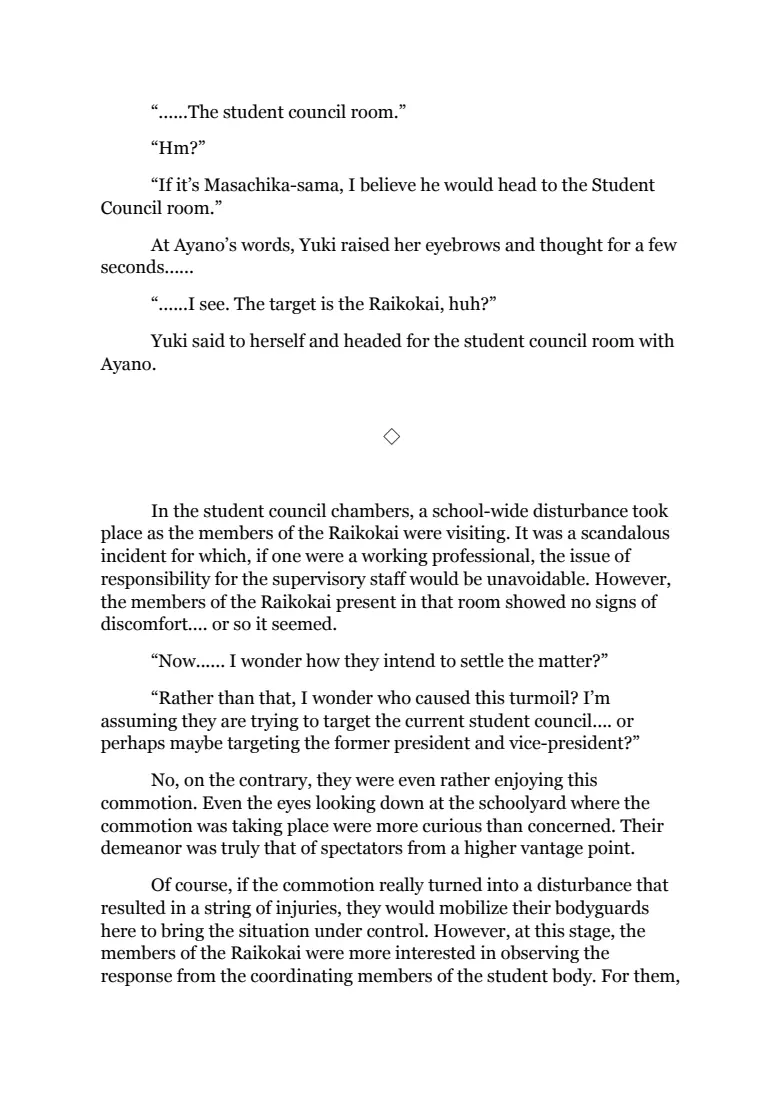 “......The student council room.”
“Hm?”
“If it’s Masachika-sama, I believe he would head to the Student
Council room.”
At Ayano’s words, Yuki raised her eyebrows and thought for a few
seconds......
“......I see. The target is the Raikokai, huh?”
Yuki said to herself and headed for the student council room with
Ayano.
◇
In the student council chambers, a school-wide disturbance took
place as the members of the Raikokai were visiting. It was a scandalous
incident for which, if one were a working professional, the issue of
responsibility for the supervisory staff would be unavoidable. However,
the members of the Raikokai present in that room showed no signs of
discomfort.... or so it seemed.
“Now...... I wonder how they intend to settle the matter?”
“Rather than that, I wonder who caused this turmoil? I’m
assuming they are trying to target the current student council.... or
perhaps maybe targeting the former president and vice-president?”
No, on the contrary, they were even rather enjoying this
commotion. Even the eyes looking down at the schoolyard where the
commotion was taking place were more curious than concerned. Their
demeanor was truly that of spectators from a higher vantage point.
Of course, if the commotion really turned into a disturbance that
resulted in a string of injuries, they would mobilize their bodyguards
here to bring the situation under control. However, at this stage, the
members of the Raikokai were more interested in observing the
response from the coordinating members of the student body. For them,